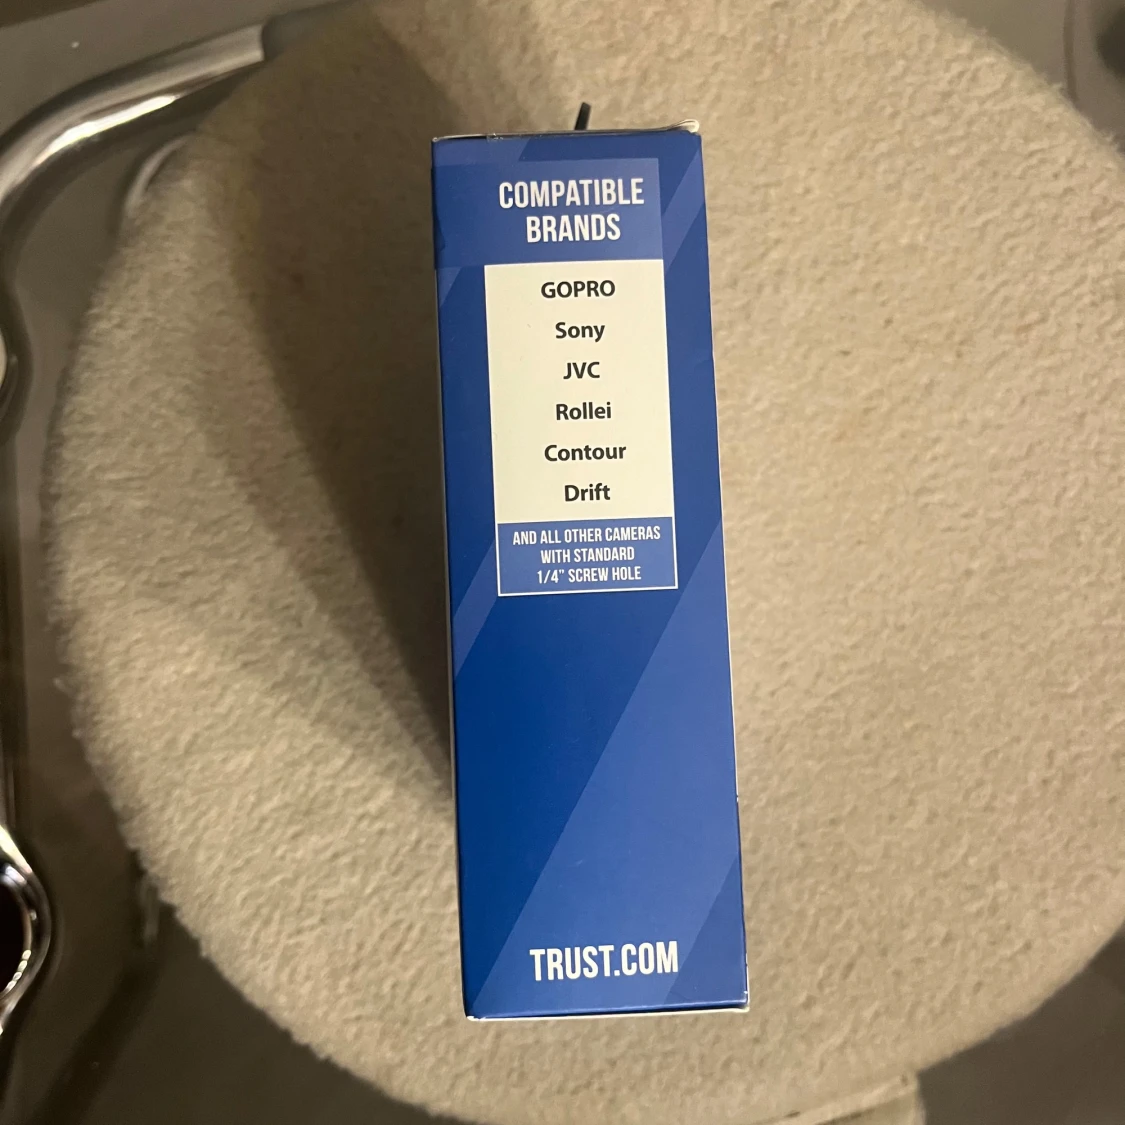 COMPATIBLE
BRANDS
GOPRO
Sony
JVC
Rollei
Contour
Drift
AND ALL OTHER CAMERAS
WITH STANDARD
1/4" SCREW HOLE
TRUST.COM